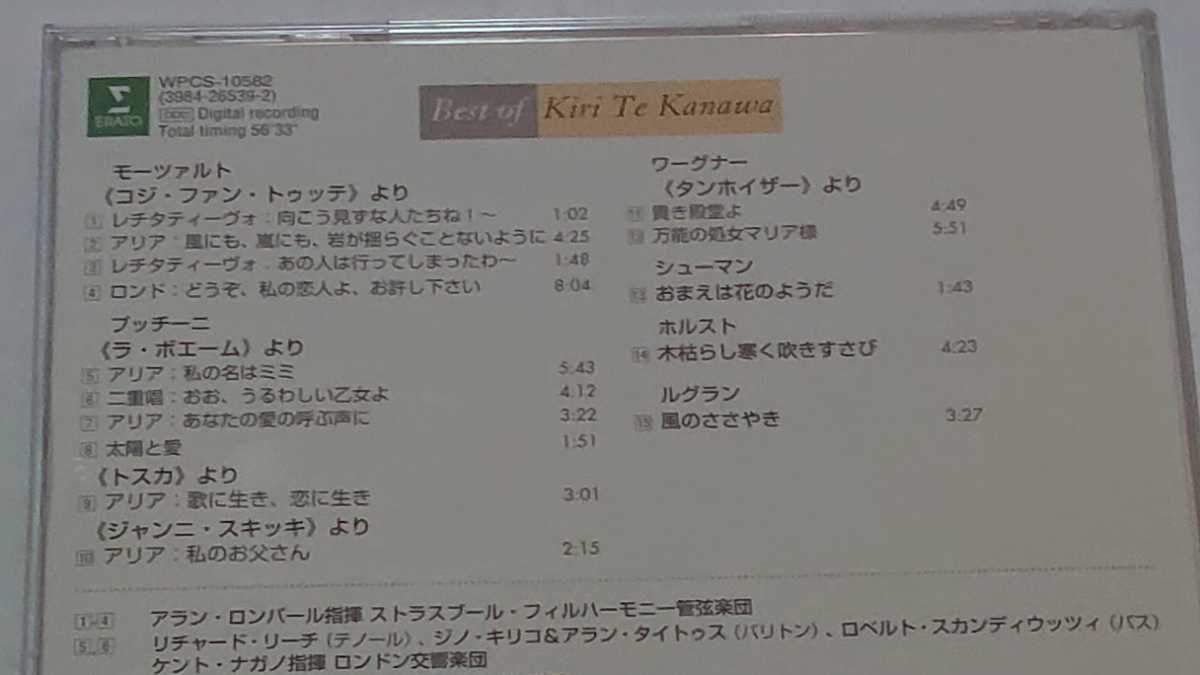 ERATO
WPCS-10582
(3984-26539-2)
DDD Digital recording
Total timing 56'33"
Best of Kiri Te Kanawa
モーツァルト
《コジ・ファン・トゥッテ》より
1 レチタティーヴォ：向こう見ずな人たちね！〜 1:02
2 アリア：風にも、嵐にも、岩が揺らぐことないように 4:25
3 レチタティーヴォ：あの人は行ってしまったわ〜 1:48
4 ロンド：どうぞ、私の恋人よ、お許し下さい 8:04
プッチーニ
《ラ・ボエーム》より
5 アリア：私の名はミミ 5:43
6 二重唱：おお、うるわしい乙女よ 4:12
7 アリア：あなたの愛の呼ぶ声に 3:22
8 太陽と愛 1:51
《トスカ》より
9 アリア：歌に生き、恋に生き 3:01
《ジャンニ・スキッキ》より
10 アリア：私のお父さん 2:15
ワーグナー
《タンホイザー》より
11 貴き殿堂よ 4:49
12 万能の処女マリア様 5:51
シューマン
13 おまえは花のようだ 1:43
ホルスト
14 木枯らし寒く吹きすさび 4:23
ルグラン
15 風のささやき 3:27
1-4 アラン・ロンバール指揮 ストラスブール・フィルハーモニー管弦楽団
5,6 リチャード・リーチ（テノール）、ジノ・キリコ&アラン・タイトゥス（バリトン）、ロベルト・スカンディウッツィ（バス）
ケント・ナガノ指揮 ロンドン交響楽団